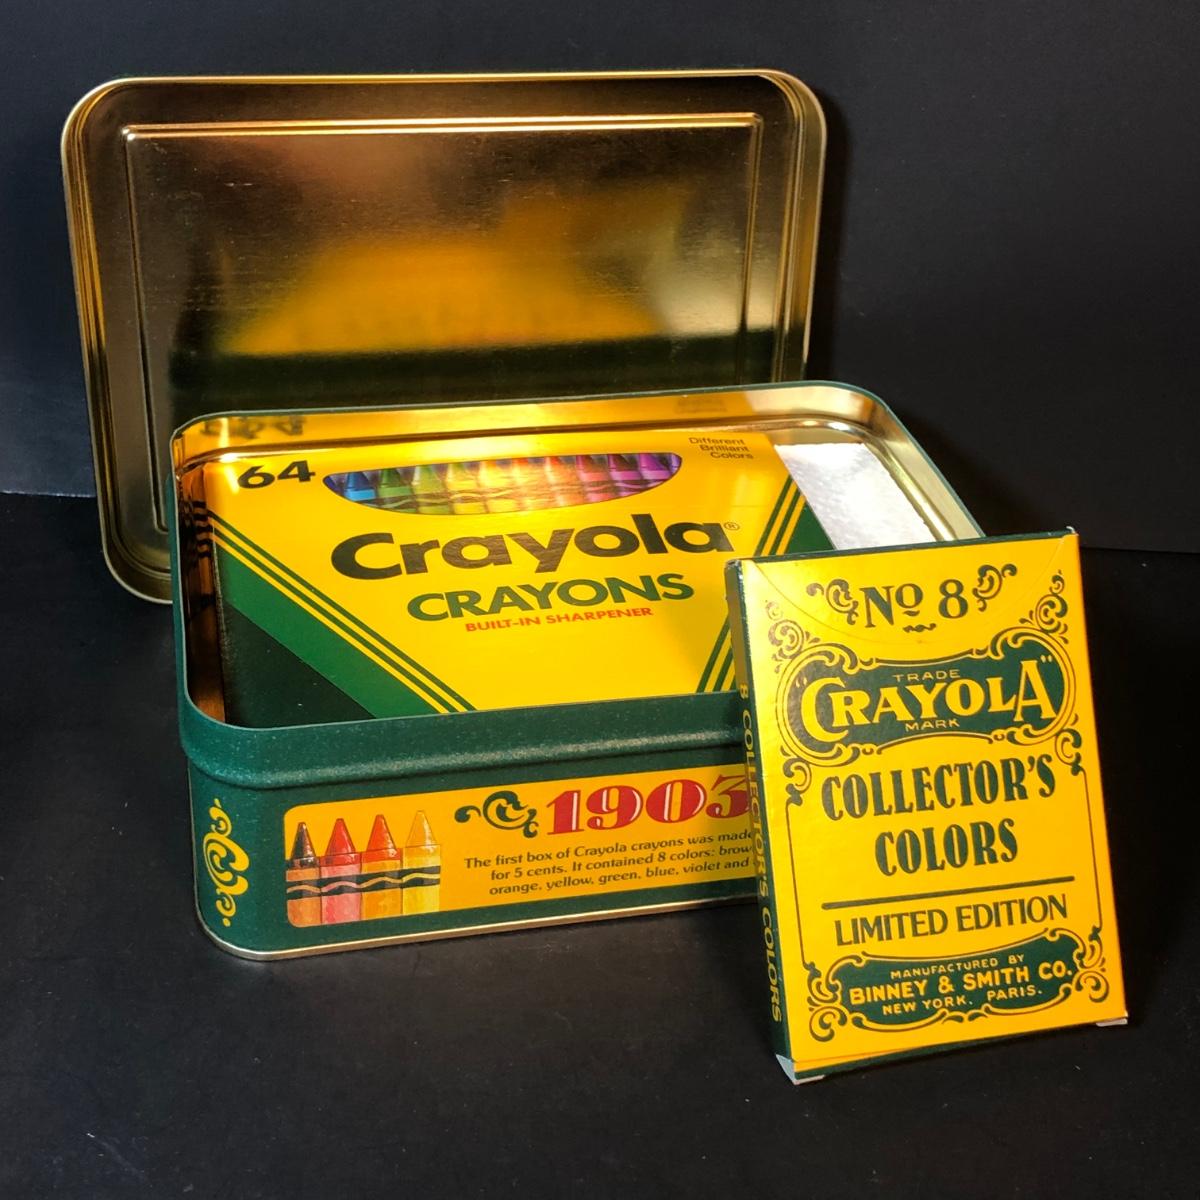 64
Different
Brilliant
Colors
Crayola®
CRAYONS
BUILT-IN SHARPENER
1903
The first box of Crayola crayons was made
for 5 cents. It contained 8 colors:
orange, yellow, green, blue, violet and
Nº 8
TRADE
"CRAYOLA"
MARK
COLLECTOR'S
COLORS
LIMITED EDITION
MANUFACTURED BY
BINNEY & SMITH CO.
NEW YORK. PARIS.
8 COLLECTOR'S COLORS